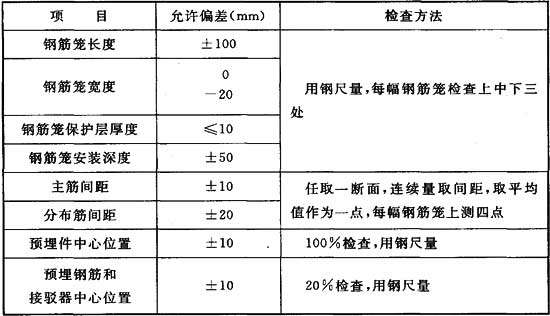 项 目 允许偏差(mm) 检查方法
钢筋笼长度 ±100
钢筋笼宽度 0
-20
钢筋笼保护层厚度 ≤10
钢筋笼安装深度 ±50
用钢尺量,每幅钢筋笼检查上中下三
处
主筋间距 ±10
分布筋间距 ±20
任取一断面,连续量取间距,取平均
值作为一点,每幅钢筋笼上测四点
预埋件中心位置 ±10 100%检查,用钢尺量
预埋钢筋和
接驳器中心位置 ±10 20%检查,用钢尺量